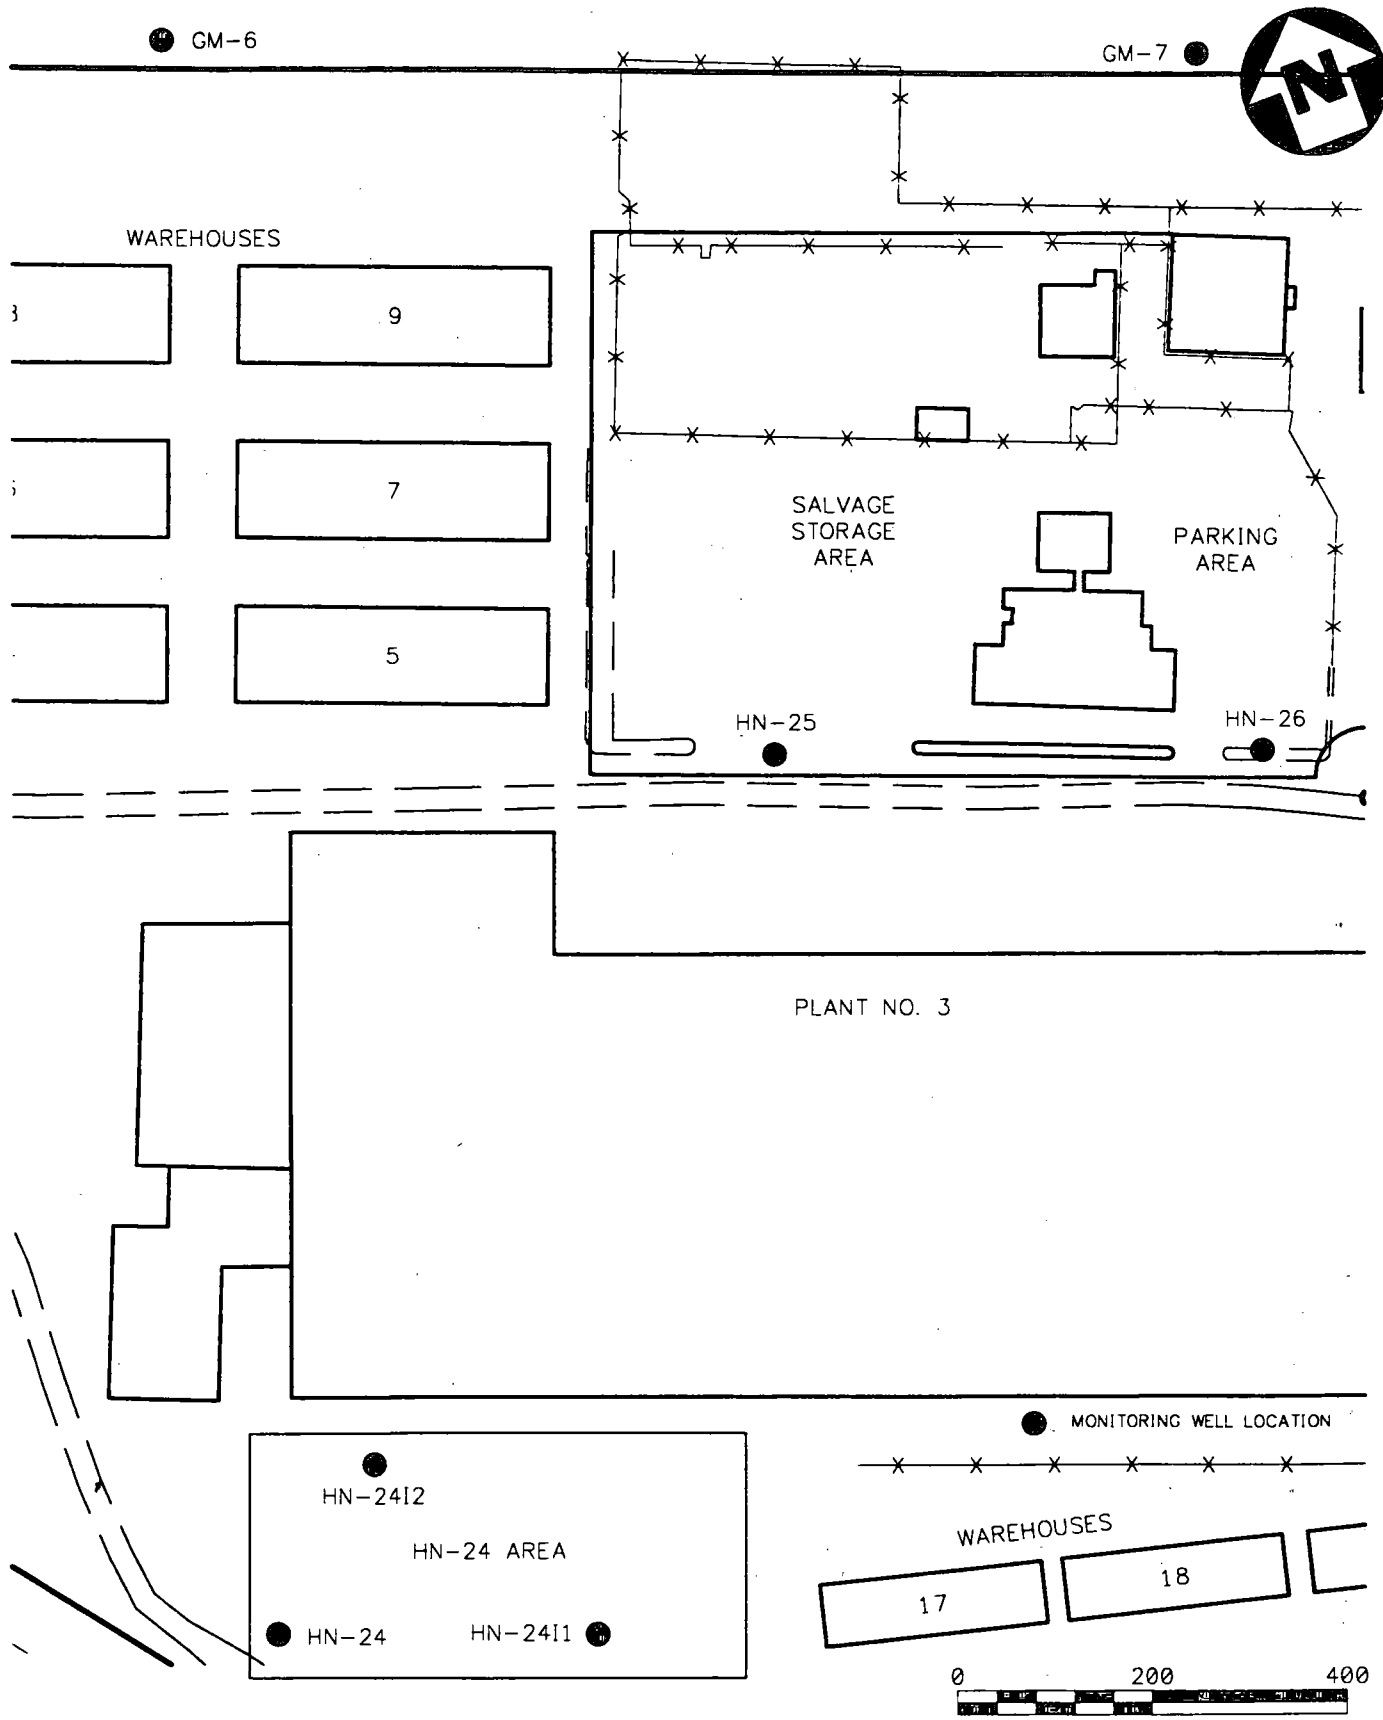 GM-6
GM-7
N
WAREHOUSES
9
7
SALVAGE
STORAGE
AREA
PARKING
AREA
5
HN-25
HN-26
PLANT NO. 3
MONITORING WELL LOCATION
HN-24I2
HN-24 AREA
WAREHOUSES
18
17
HN-24
HN-24I1
0 200 400